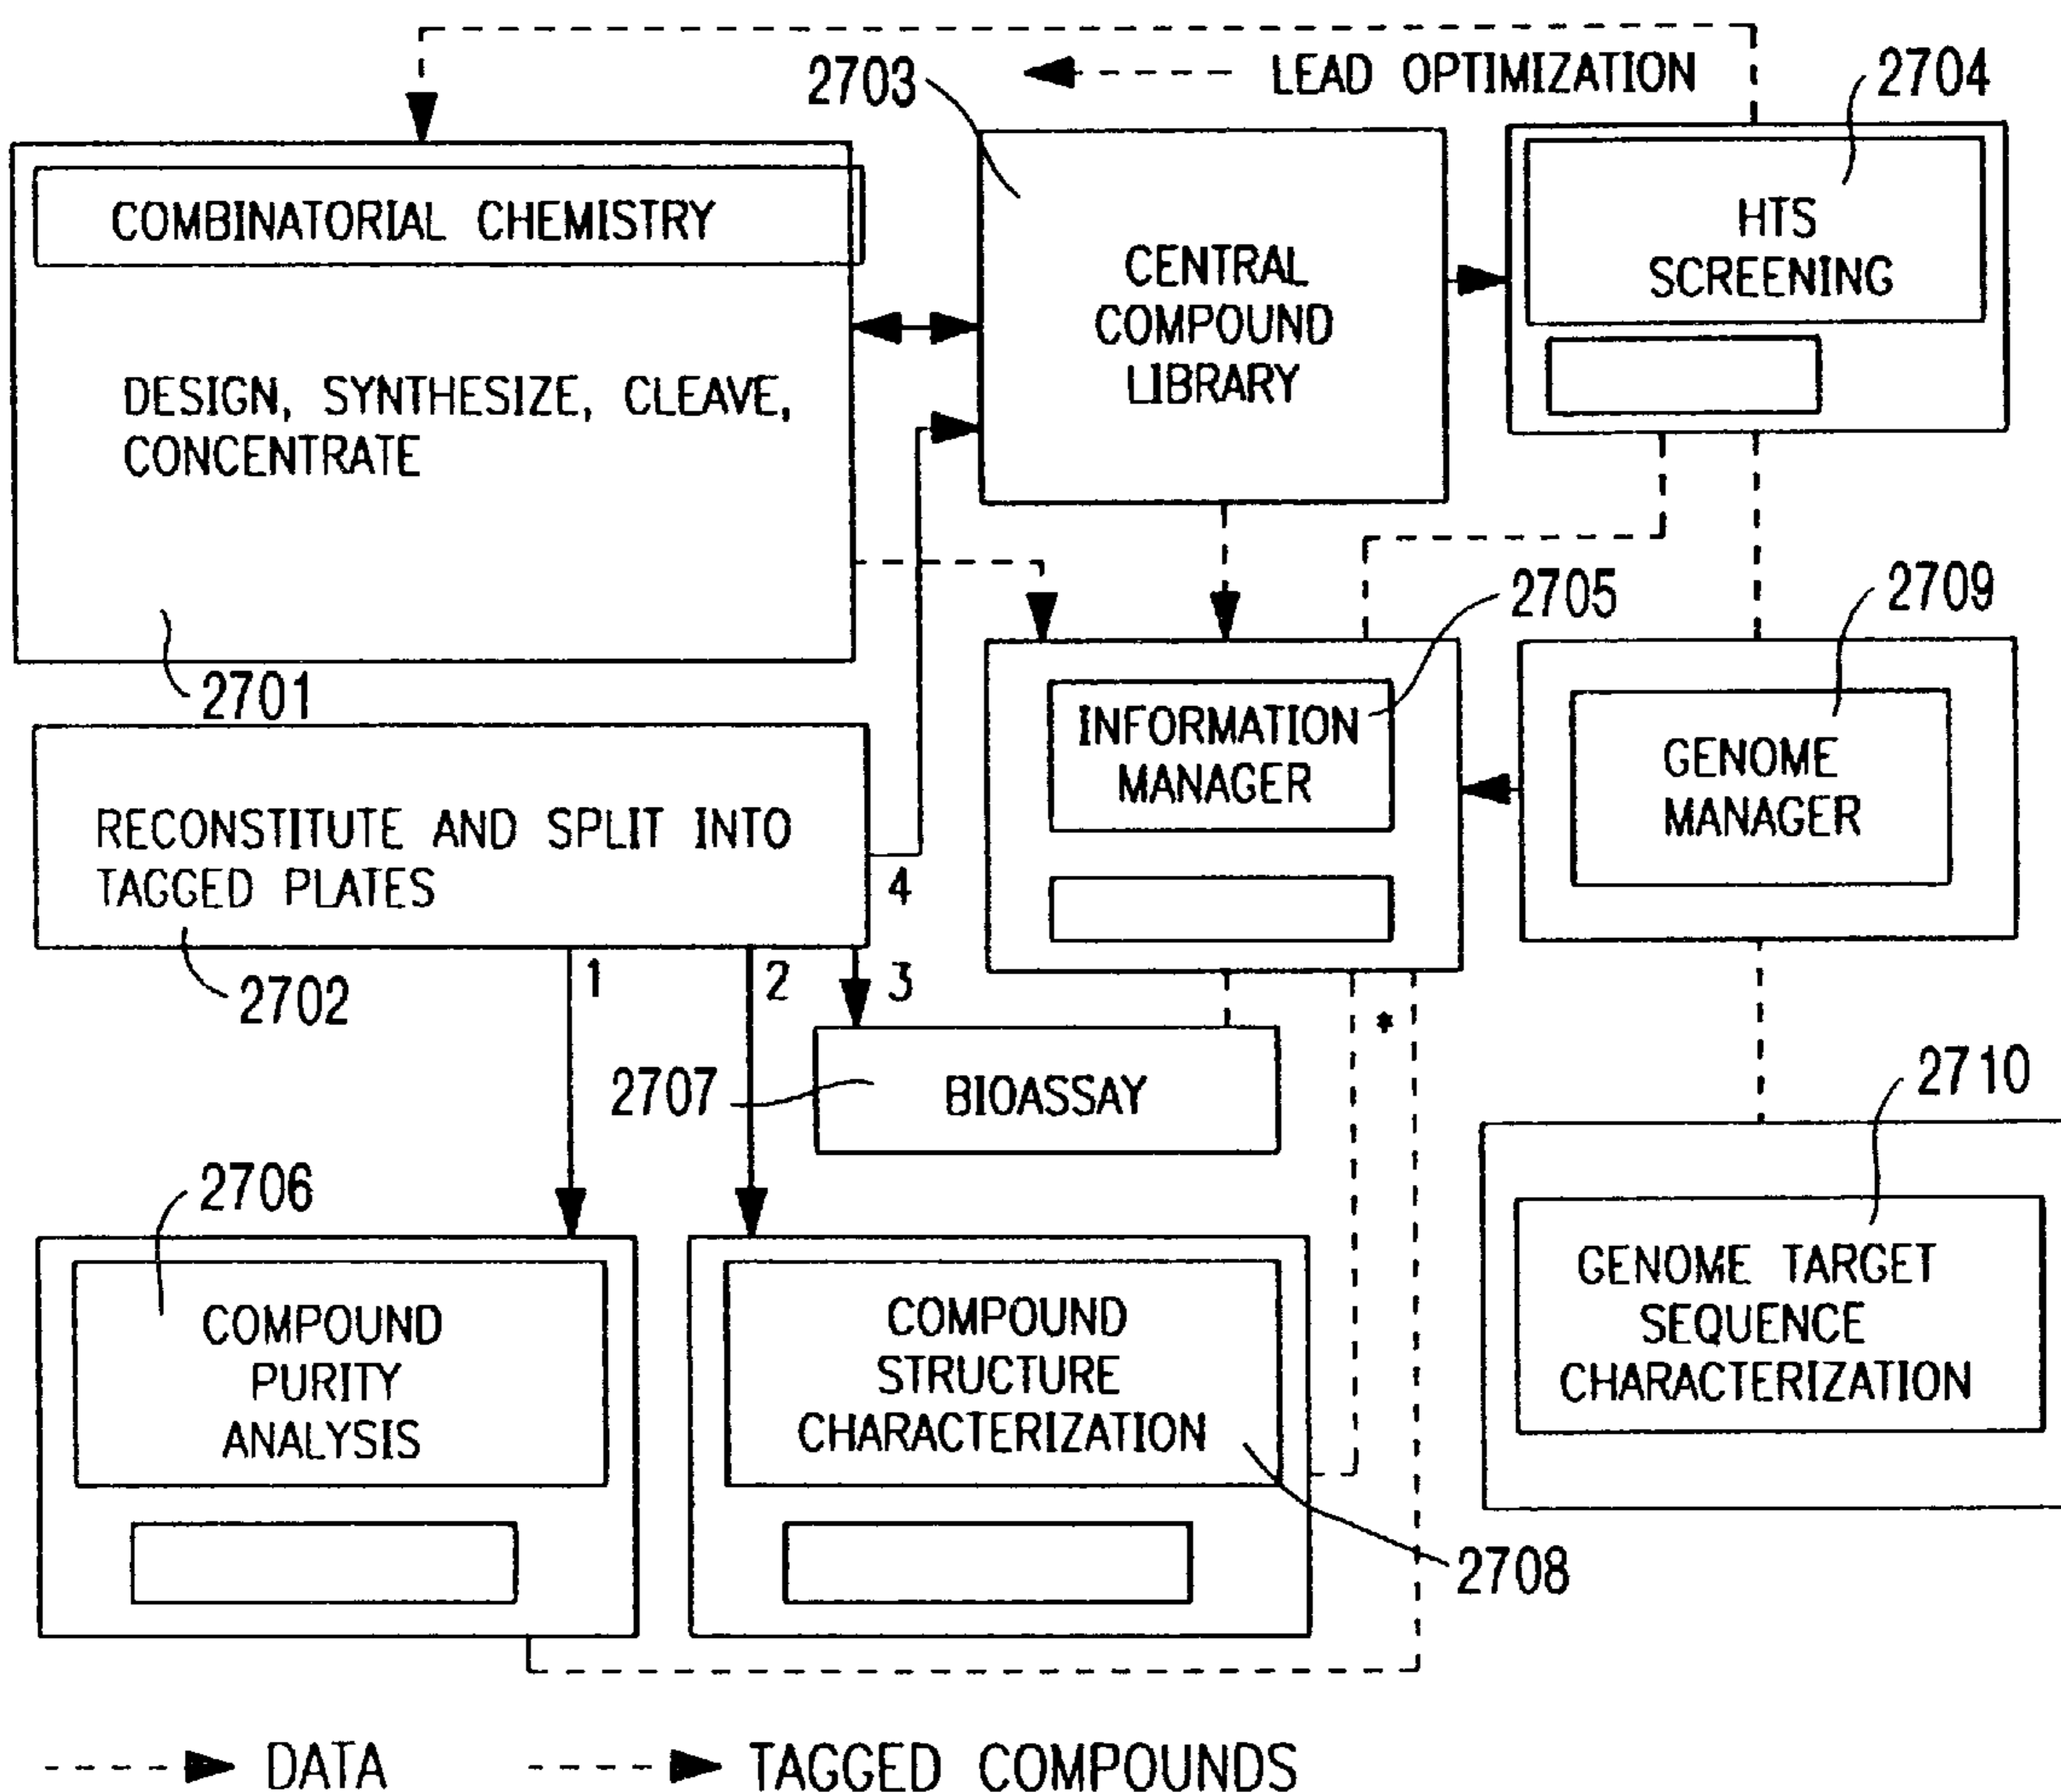 LEAD OPTIMIZATION
2703
2704
COMBINATORIAL CHEMISTRY
DESIGN, SYNTHESIZE, CLEAVE,
CONCENTRATE
2701
CENTRAL
COMPOUND
LIBRARY
HTS
SCREENING
2705
2709
INFORMATION
MANAGER
GENOME
MANAGER
RECONSTITUTE AND SPLIT INTO
TAGGED PLATES
4
2702
1
2
3
*
2707
BIOASSAY
2710
2706
COMPOUND
PURITY
ANALYSIS
COMPOUND
STRUCTURE
CHARACTERIZATION
2708
GENOME TARGET
SEQUENCE
CHARACTERIZATION
DATA
TAGGED COMPOUNDS